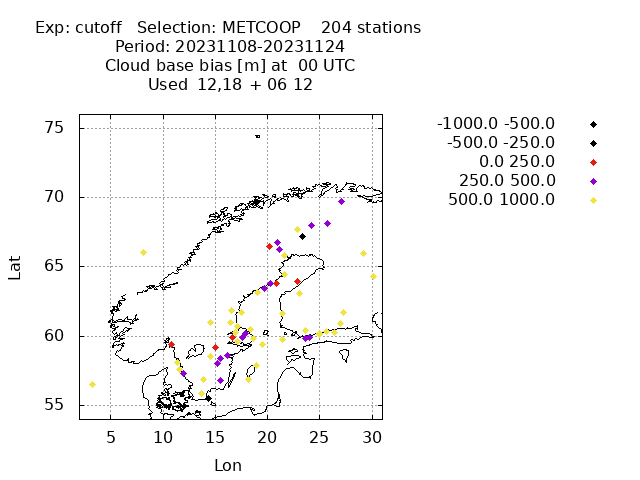 Exp: cutoff   Selection: METCOOP    204 stations
Period: 20231108-20231124
Cloud base bias [m] at  00 UTC
Used 12,18 + 06 12
-1000.0 -500.0
-500.0 -250.0
0.0 250.0
250.0 500.0
500.0 1000.0
75
70
65
60
55
Lat
5 10 15 20 25 30
Lon